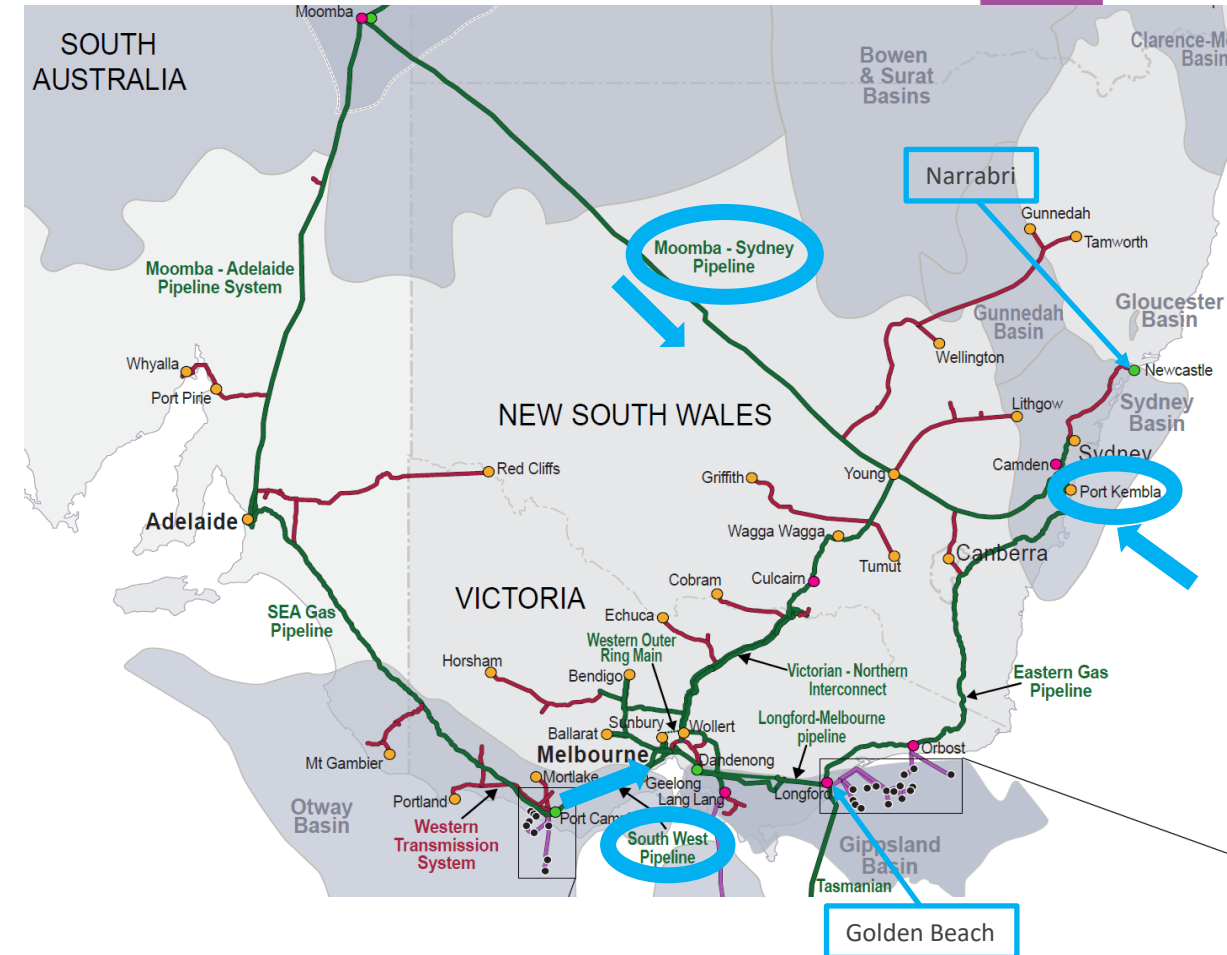 Moomba
SOUTH
AUSTRALIA
Bowen
& Surat
Basins
Clarence-M
Basin
Narrabri
Gunnedah
Tamworth
Moomba - Sydney
Pipeline
Moomba - Adelaide
Pipeline System
Gloucester
Basin
Gunnedah
Basin
Wellington
Whyalla
Port Pirie
Newcastle
Lithgow
Sydney
Basin
NEW SOUTH WALES
Sydney
Camden
Red Cliffs
Griffith
Young
Port Kembla
Adelaide
Wagga Wagga
Tumut
Canberra
Cobram
Culcairn
VICTORIA
SEA Gas
Pipeline
Echuca
Western Outer
Ring Main
Horsham
Bendigo
Victorian - Northern
Interconnect
Eastern Gas
Pipeline
Longford-Melbourne
pipeline
Sunbury
Wollert
Ballarat
Melbourne
Orbost
Dandenong
Mt Gambier
Mortlake
Geelong
Lang Lang
Longford
Portland
Otway
Basin
Port Cam
Western
Transmission
System
South West
Pipeline
Gippsland
Basin
Tasmanian
Golden Beach